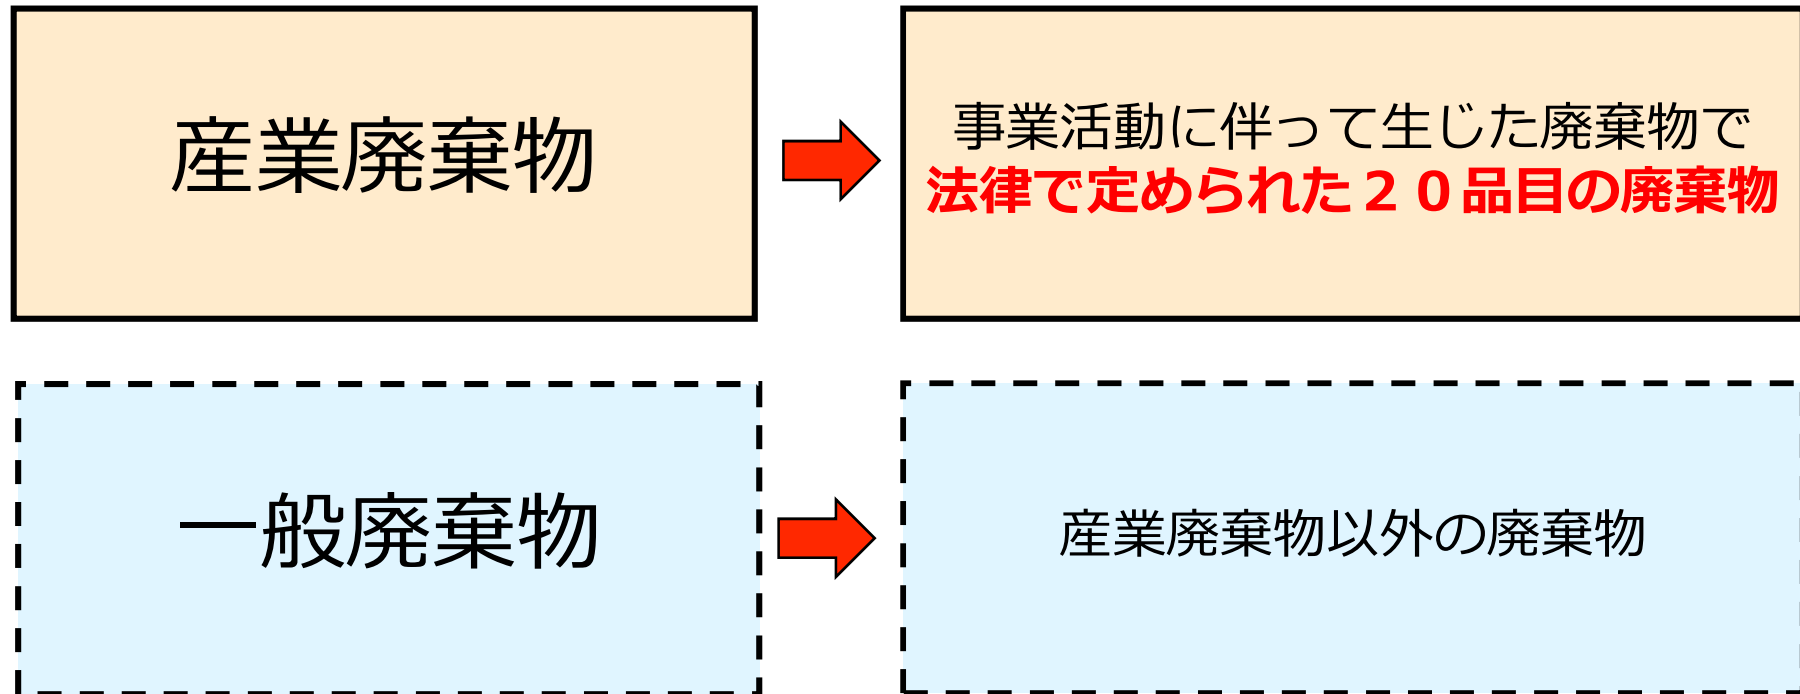 産業廃棄物
事業活動に伴って生じた廃棄物で
法律で定められた２０品目の廃棄物
一般廃棄物
産業廃棄物以外の廃棄物